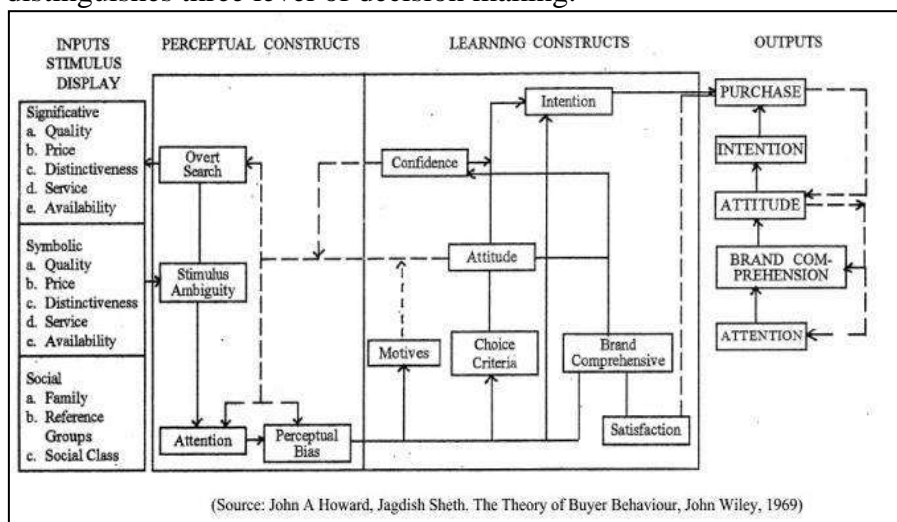 distinguishes three level of decision making:
INPUTS
STIMULUS
DISPLAY
PERCEPTUAL CONSTRUCTS
LEARNING CONSTRUCTS
OUTPUTS
Significative
a. Quality
b. Price
c. Distinctiveness
d. Service
e. Availability
Symbolic
a. Quality
b. Price
c. Distinctiveness
d. Service
c. Availability
Social
a. Family
b. Reference
Groups
c. Social Class
Overt
Search
Stimulus
Ambiguity
Attention
Perceptual
Bias
Intention
Confidence
Attitude
Motives
Choice
Criteria
Brand
Comprehensive
Satisfaction
PURCHASE
INTENTION
ATTITUDE
BRAND COM-
PREHENSION
ATTENTION
(Source: John A Howard, Jagdish Sheth. The Theory of Buyer Behaviour, John Wiley, 1969)